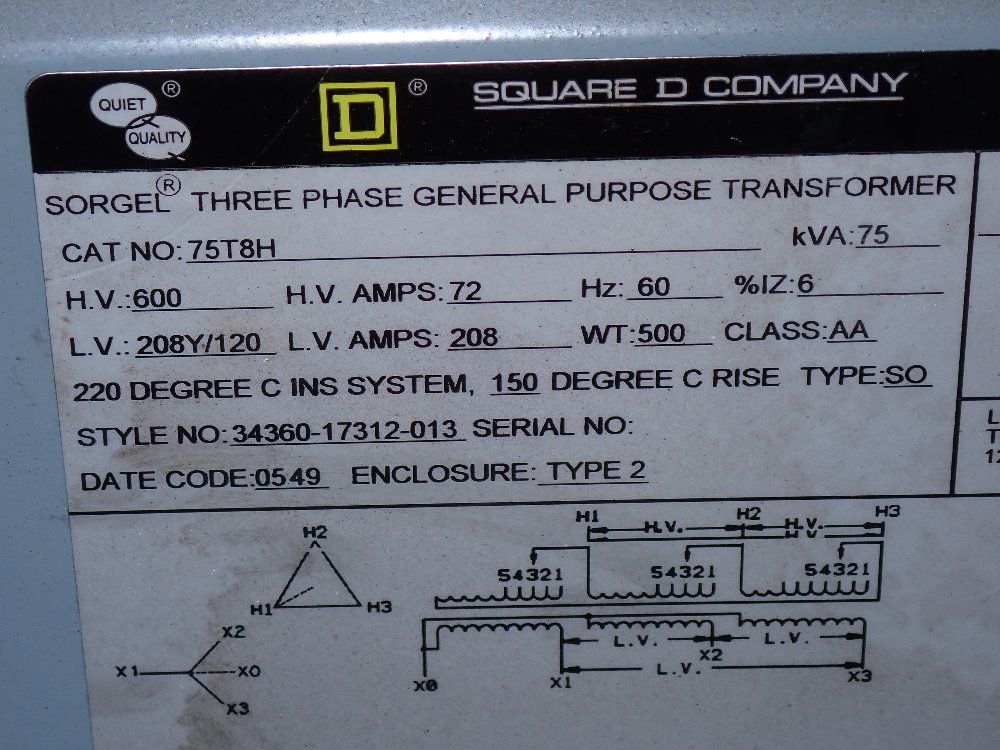 QUIET ®
QUALITY
D ®
SQUARE D COMPANY
SORGEL® THREE PHASE GENERAL PURPOSE TRANSFORMER
CAT NO: 75T8H kVA: 75
H.V.: 600 H.V. AMPS: 72 Hz: 60 %IZ: 6
L.V.: 208Y/120 L.V. AMPS: 208 WT: 500 CLASS: AA
220 DEGREE C INS SYSTEM, 150 DEGREE C RISE TYPE: SO
STYLE NO: 34360-17312-013 SERIAL NO:
DATE CODE: 0549 ENCLOSURE: TYPE 2
L
T
12
H1 H2 H3
H.V. H.V.
H.V.
54321 54321 54321
H2
H1 H3
X2
X1 X0
X3
L.V. L.V.
X2
L.V.
X0 X1 X3